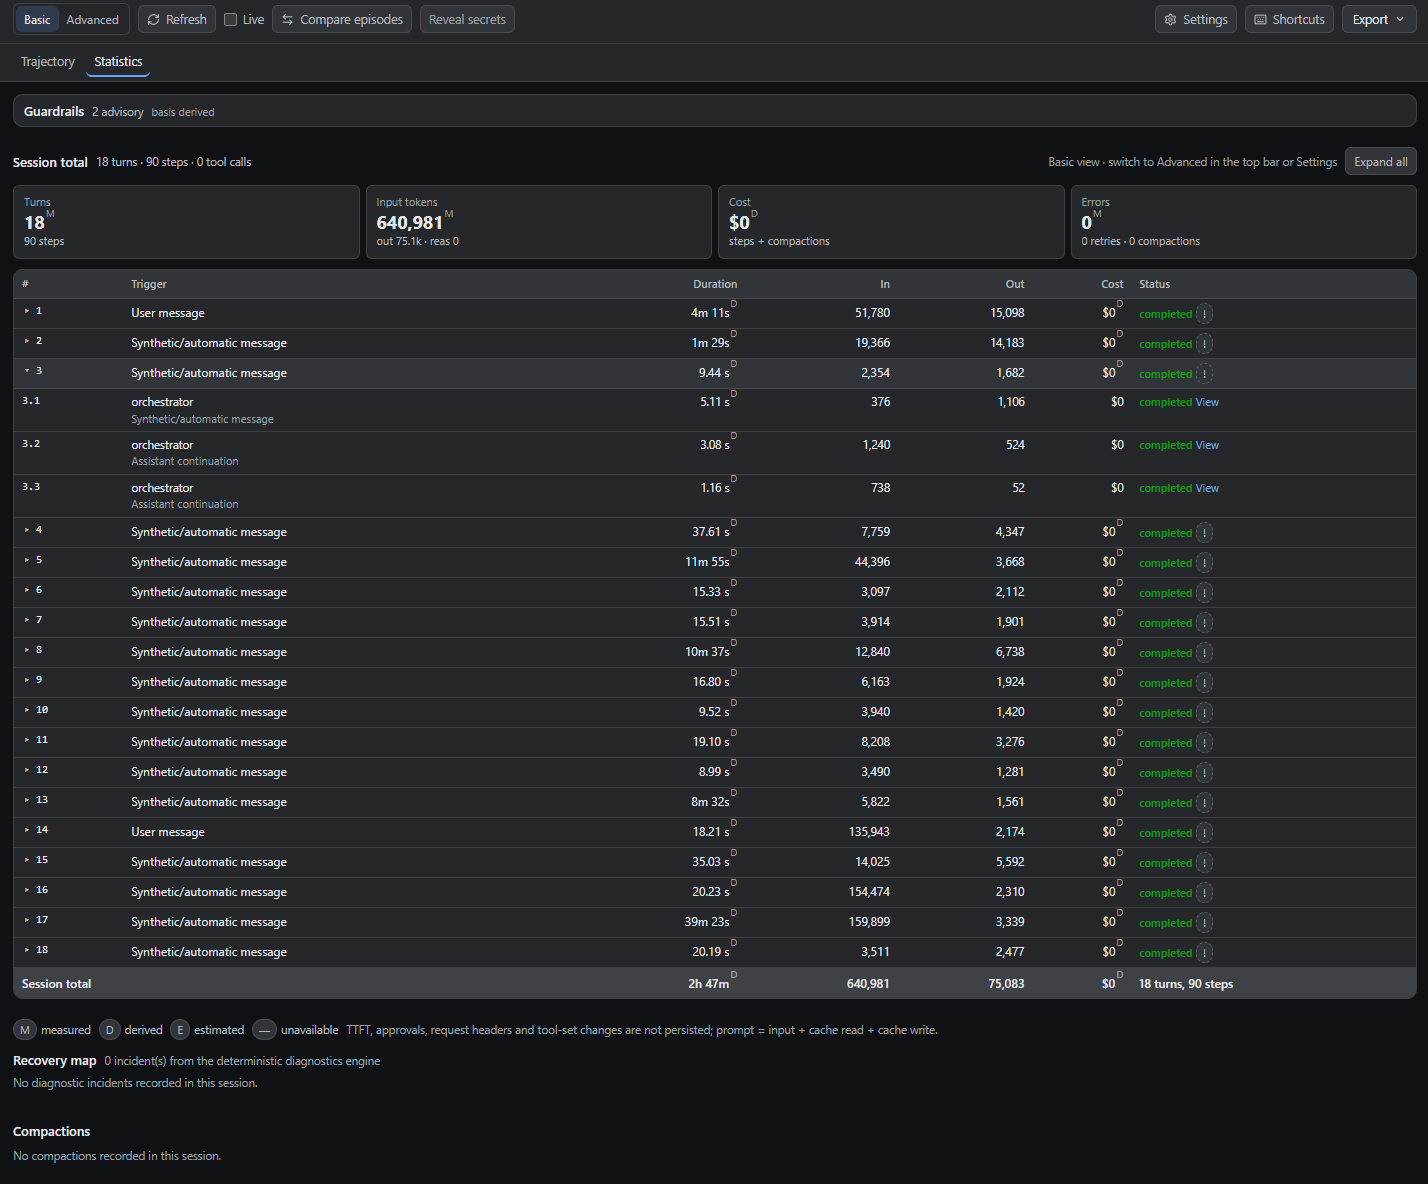 Basic Advanced Refresh Live Compare episodes Reveal secrets Settings Shortcuts Export
Trajectory Statistics
Guardrails 2 advisory basis derived
Session total 18 turns · 90 steps · 0 tool calls Basic view · switch to Advanced in the top bar or Settings Expand all
Turns Input tokens Cost Errors
18 M 640,981 M $0 D 0 M
90 steps out 75.1k · reas 0 steps + compactions 0 retries · 0 compactions
# Trigger Duration In Out Cost Status
1 User message 4m 11s D 51,780 15,098 $0 D completed !
2 Synthetic/automatic message 1m 29s D 19,366 14,183 $0 D completed !
3 Synthetic/automatic message 9.44 s D 2,354 1,682 $0 D completed !
3.1 orchestrator 5.11 s D 376 1,106 $0 completed View
Synthetic/automatic message
3.2 orchestrator 3.08 s D 1,240 524 $0 completed View
Assistant continuation
3.3 orchestrator 1.16 s D 738 52 $0 completed View
Assistant continuation
4 Synthetic/automatic message 37.61 s D 7,759 4,347 $0 D completed !
5 Synthetic/automatic message 11m 55s D 44,396 3,668 $0 D completed !
6 Synthetic/automatic message 15.33 s D 3,097 2,112 $0 D completed !
7 Synthetic/automatic message 15.51 s D 3,914 1,901 $0 D completed !
8 Synthetic/automatic message 10m 37s D 12,840 6,738 $0 D completed !
9 Synthetic/automatic message 16.80 s D 6,163 1,924 $0 D completed !
10 Synthetic/automatic message 9.52 s D 3,940 1,420 $0 D completed !
11 Synthetic/automatic message 19.10 s D 8,208 3,276 $0 D completed !
12 Synthetic/automatic message 8.99 s D 3,490 1,281 $0 D completed !
13 Synthetic/automatic message 8m 32s D 5,822 1,561 $0 D completed !
14 User message 18.21 s D 135,943 2,174 $0 D completed !
15 Synthetic/automatic message 35.03 s D 14,025 5,592 $0 D completed !
16 Synthetic/automatic message 20.23 s D 154,474 2,310 $0 D completed !
17 Synthetic/automatic message 39m 23s D 159,899 3,339 $0 D completed !
18 Synthetic/automatic message 20.19 s D 3,511 2,477 $0 D completed !
Session total 2h 47m D 640,981 75,083 $0 D 18 turns, 90 steps
M measured D derived E estimated — unavailable TTFT, approvals, request headers and tool-set changes are not persisted; prompt = input + cache read + cache write.
Recovery map 0 incident(s) from the deterministic diagnostics engine
No diagnostic incidents recorded in this session.
Compactions
No compactions recorded in this session.